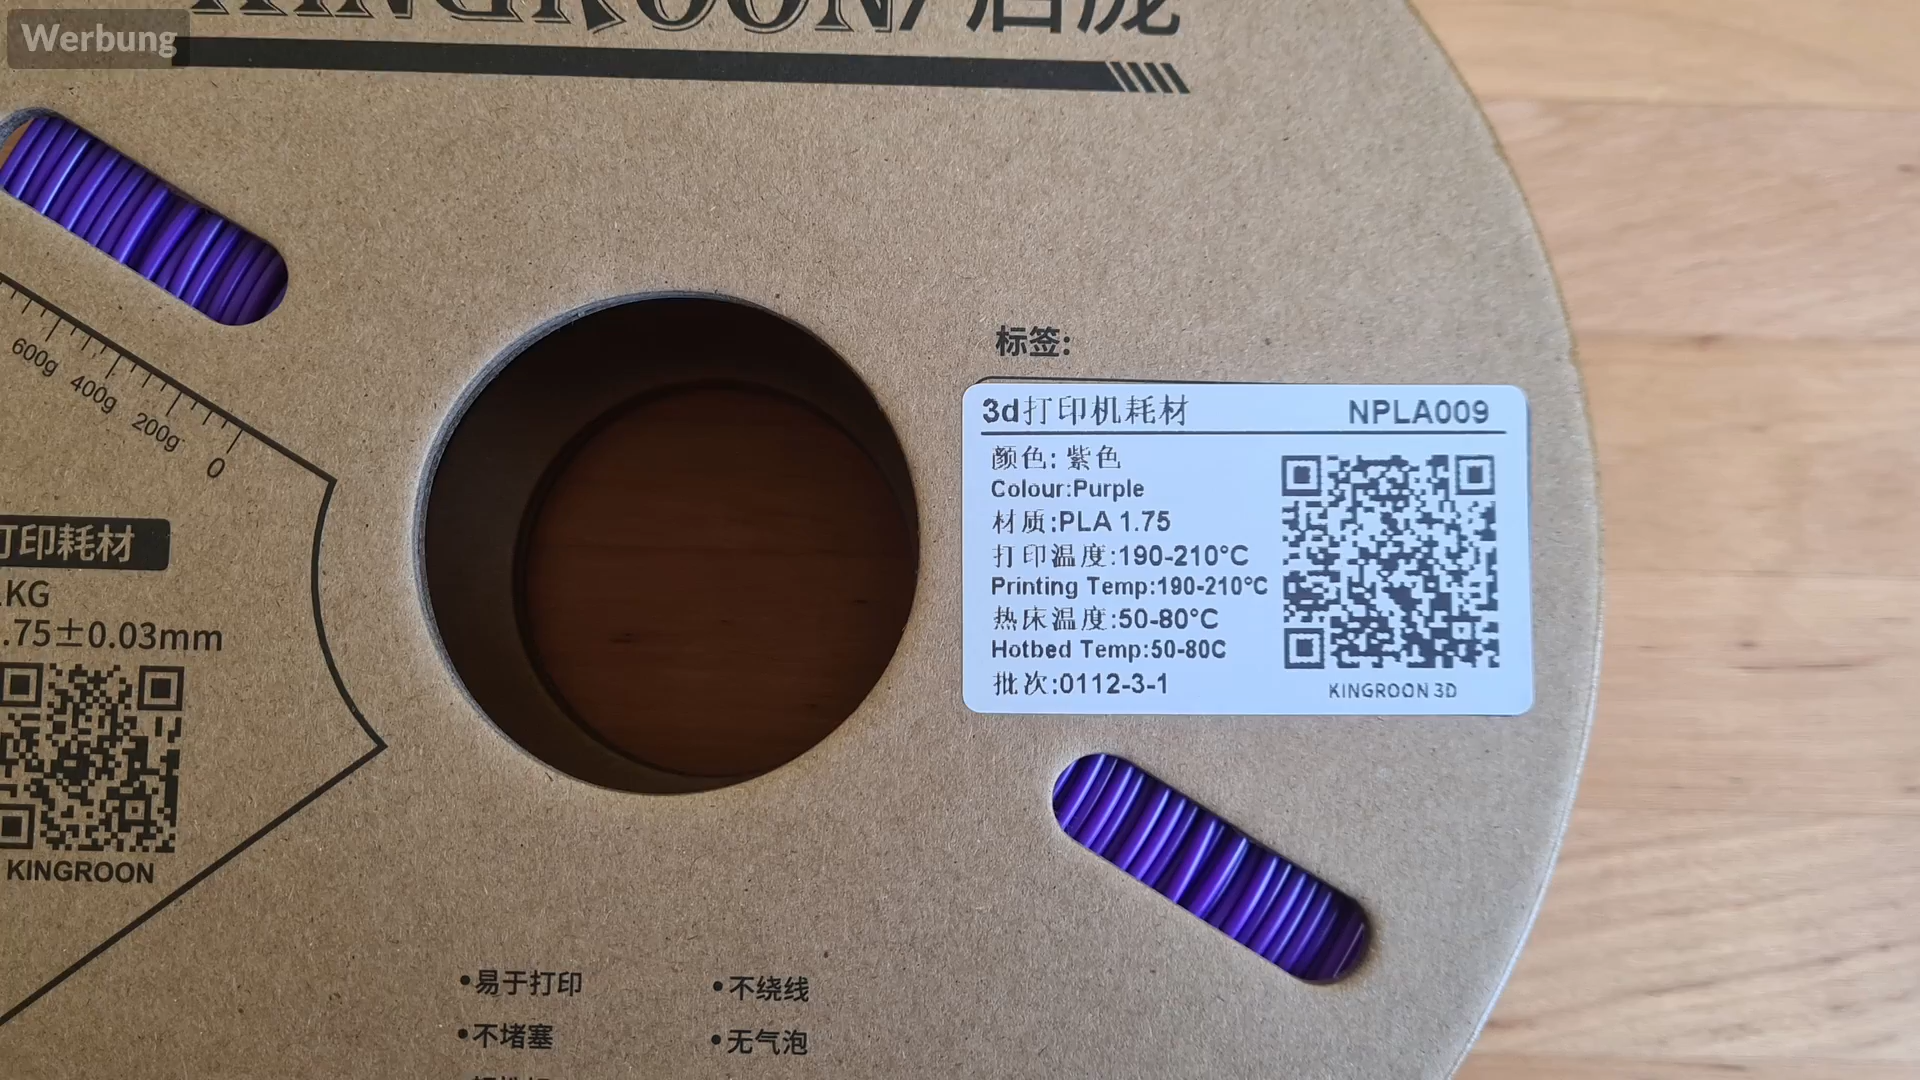 Werbung
KINGROON/启庞
600g
400g
200g
0
打印耗材
KG
.75±0.03mm
KINGROON
标签:
3d打印机耗材 NPLA009
颜色: 紫色
Colour:Purple
材质:PLA 1.75
打印温度:190-210°C
Printing Temp:190-210°C
热床温度:50-80°C
Hotbed Temp:50-80C
批次:0112-3-1
KINGROON 3D
•易于打印 •不绕线
•不堵塞 •无气泡